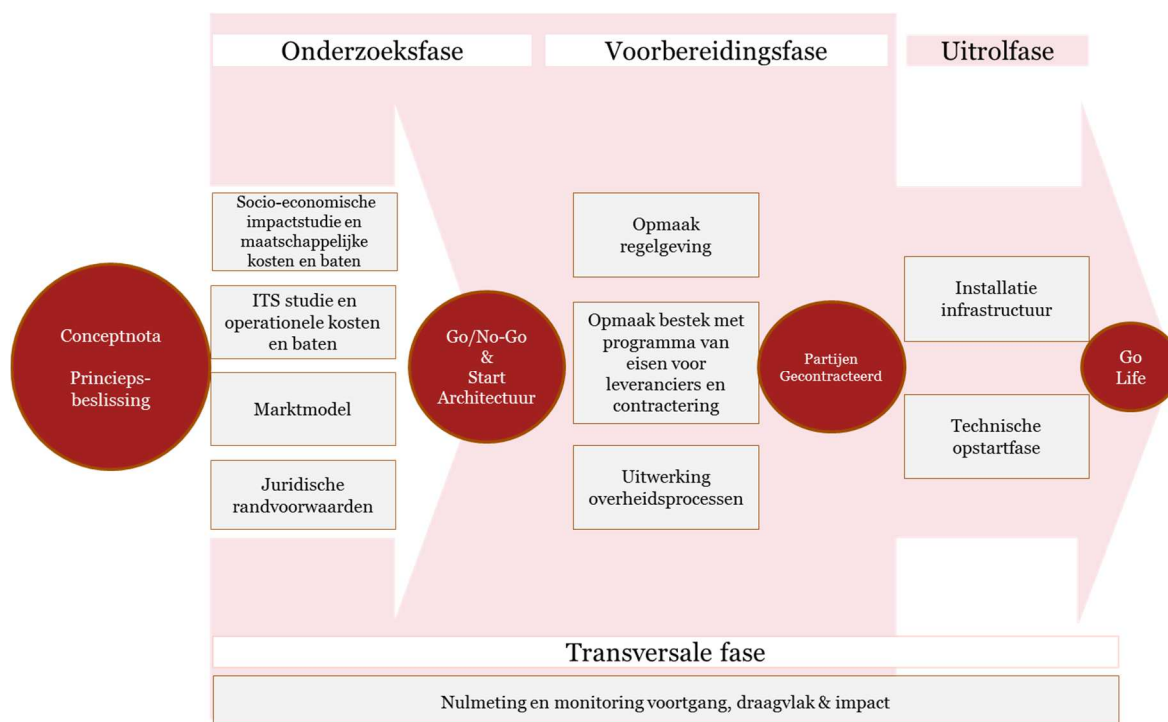 Onderzoeksfase
Voorbereidingsfase
Uitrolfase
Conceptnota
Princieps-
beslissing
Socio-economische
impactstudie en
maatschappelijke
kosten en baten
ITS studie en
operationele kosten
en baten
Marktmodel
Juridische
randvoorwaarden
Go/No-Go
&
Start
Architectuur
Opmaak
regelgeving
Opmaak bestek met
programma van
eisen voor
leveranciers en
contractering
Uitwerking
overheidsprocessen
Partijen
Gecontracteerd
Installatie
infrastructuur
Technische
opstartfase
Go
Life
Transversale fase
Nulmeting en monitoring voortgang, draagvlak & impact